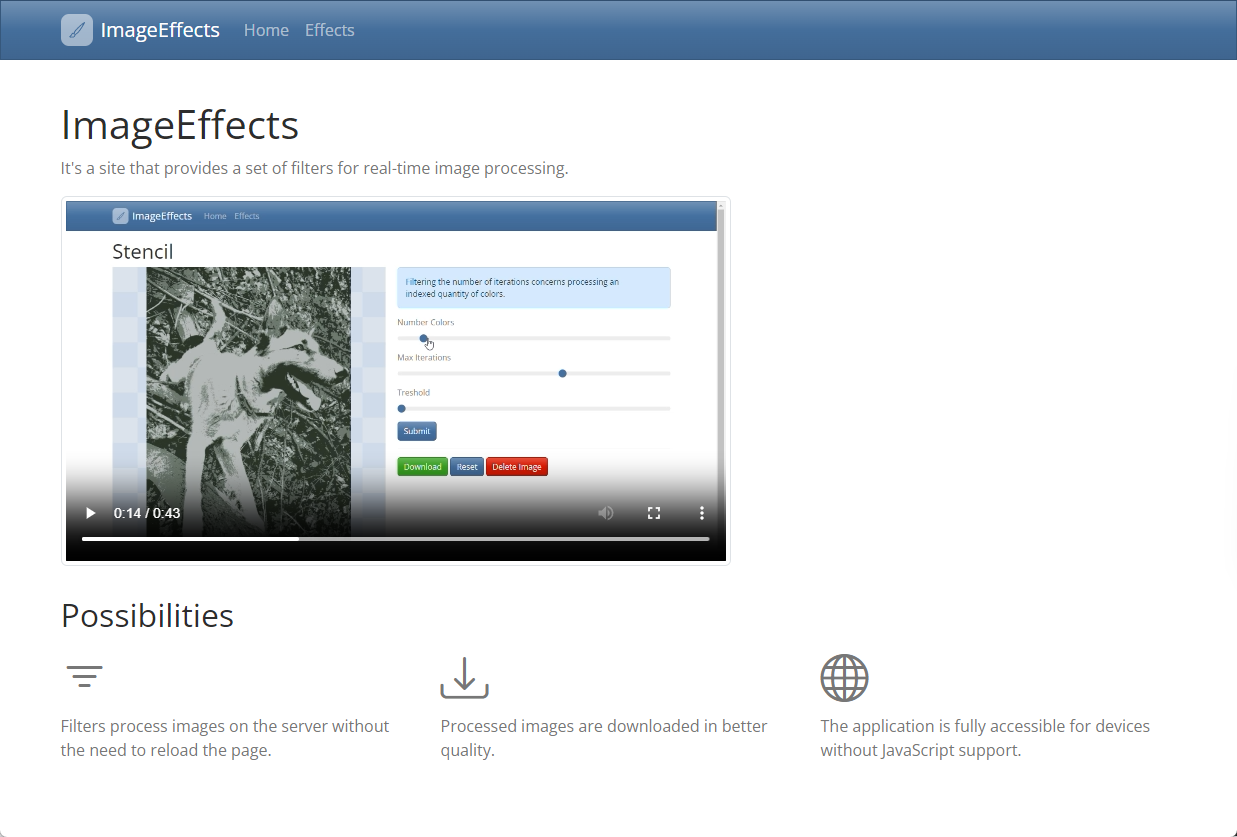 ImageEffects Home Effects
ImageEffects
It's a site that provides a set of filters for real-time image processing.
ImageEffects Home Effects
Stencil
Filtering the number of iterations concerns processing an
indexed quantity of colors.
Number Colors
Max Iterations
Treshold
Submit
Download Reset Delete Image
0:14 / 0:43
Possibilities
Filters process images on the server without
the need to reload the page.
Processed images are downloaded in better
quality.
The application is fully accessible for devices
without JavaScript support.